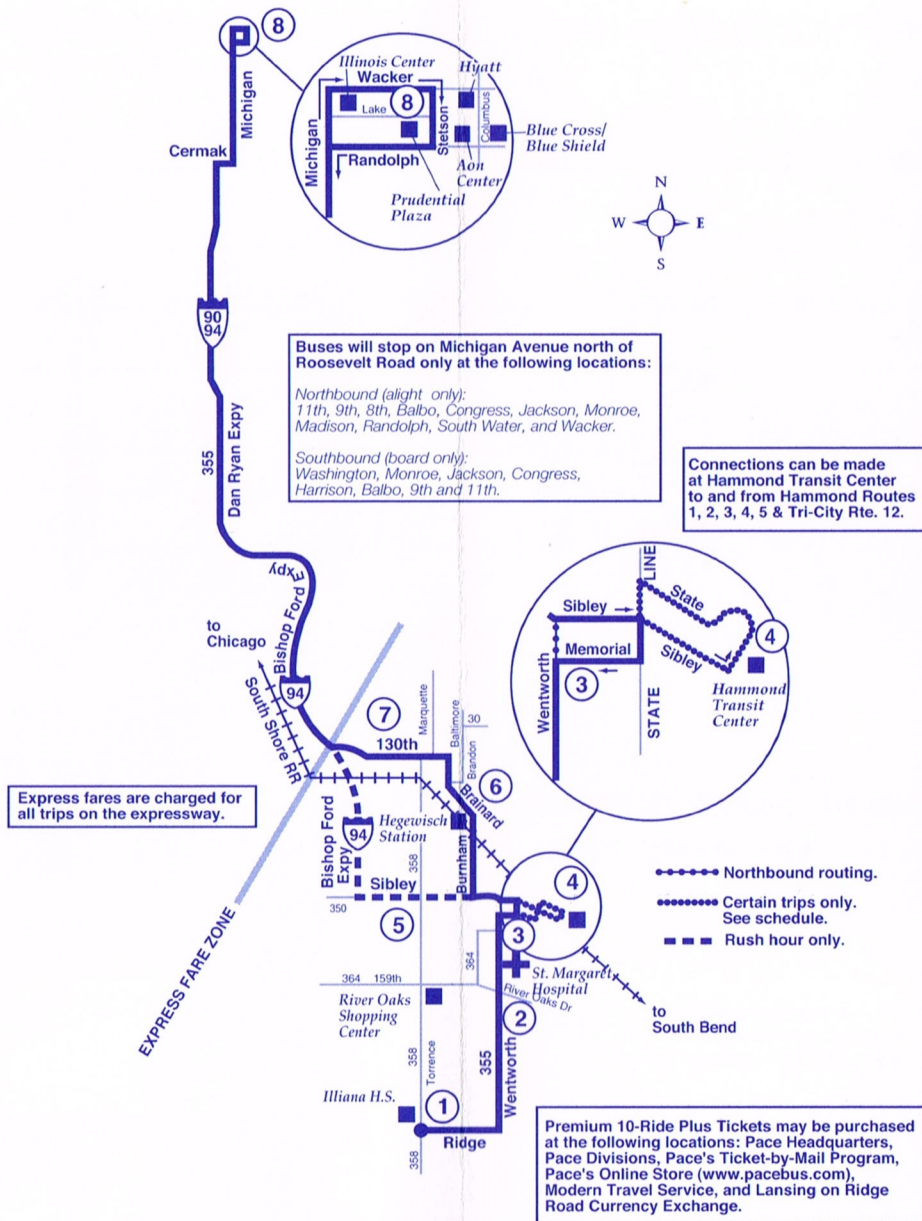 8
Michigan
Cermak
Illinois Center
Hyatt
Wacker
Lake
8
Columbus
Stetson
Blue Cross/
Blue Shield
Michigan
Randolph
Aon
Center
Prudential
Plaza
N
W
E
S
90
94
355
Dan Ryan Expy
Buses will stop on Michigan Avenue north of
Roosevelt Road only at the following locations:
Northbound (alight only):
11th, 9th, 8th, Balbo, Congress, Jackson, Monroe,
Madison, Randolph, South Water, and Wacker.
Southbound (board only):
Washington, Monroe, Jackson, Congress,
Harrison, Balbo, 9th and 11th.
Connections can be made
at Hammond Transit Center
to and from Hammond Routes
1, 2, 3, 4, 5 & Tri-City Rte. 12.
Bishop Ford Expy
to
Chicago
94
South Shore RR
LINE
State
Sibley
4
Memorial
Sibley
Wentworth
3
STATE
Hammond
Transit
Center
7
Marquette
Baltimore
30
Brandon
130th
6
Brainard
Express fares are charged for
all trips on the expressway.
Hegewisch
Station
94
Bishop Ford
Expy
358
Burnham
Sibley
350
5
4
3
364
St. Margaret
Hospital
364 159th
River Oaks Dr
River Oaks
Shopping
Center
2
to
South Bend
Northbound routing.
Certain trips only.
See schedule.
Rush hour only.
EXPRESS FARE ZONE
358
Torrence
355
Wentworth
Illiana H.S.
1
Ridge
358
Premium 10-Ride Plus Tickets may be purchased
at the following locations: Pace Headquarters,
Pace Divisions, Pace's Ticket-by-Mail Program,
Pace's Online Store (www.pacebus.com),
Modern Travel Service, and Lansing on Ridge
Road Currency Exchange.